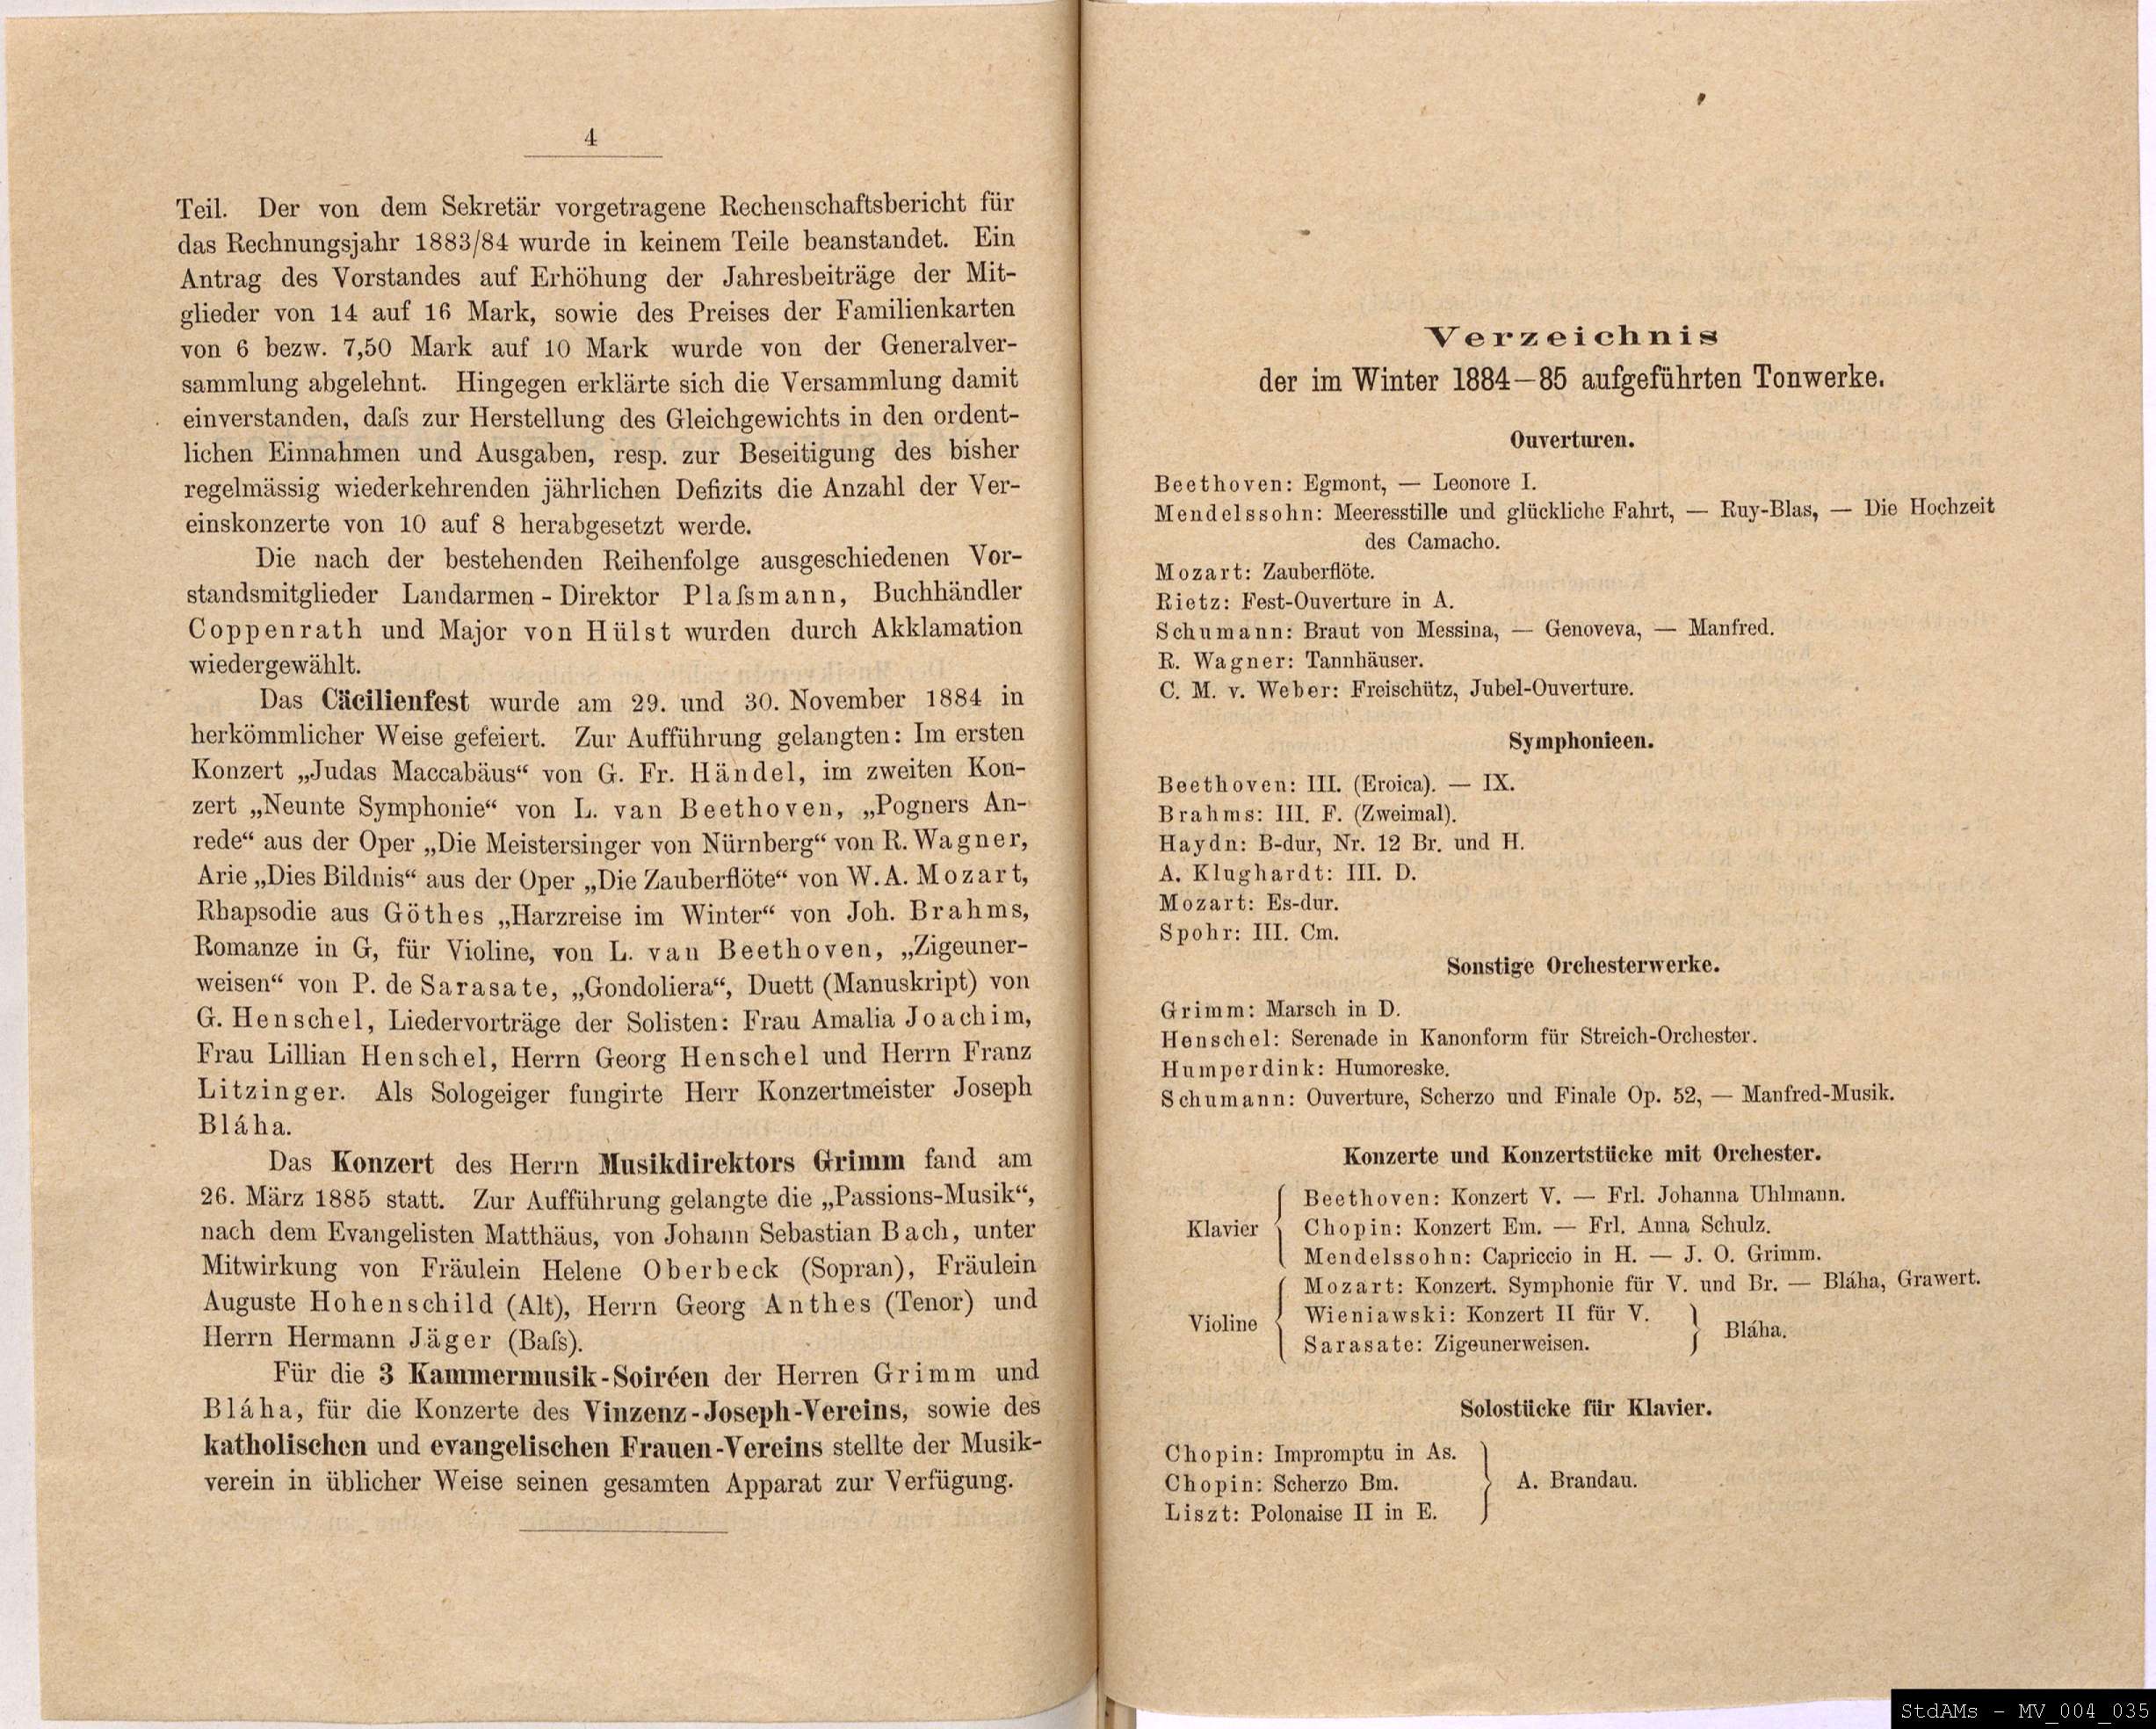 4
Teil. Der von dem Sekretär vorgetragene Rechenschaftsbericht für
das Rechnungsjahr 1883/84 wurde in keinem Teile beanstandet. Ein
Antrag des Vorstandes auf Erhöhung der Jahresbeiträge der Mit-
glieder von 14 auf 16 Mark, sowie des Preises der Familienkarten
von 6 bezw. 7,50 Mark auf 10 Mark wurde von der Generalver-
sammlung abgelehnt. Hingegen erklärte sich die Versammlung damit
einverstanden, daſs zur Herstellung des Gleichgewichts in den ordent-
lichen Einnahmen und Ausgaben, resp. zur Beseitigung des bisher
regelmässig wiederkehrenden jährlichen Defizits die Anzahl der Ver-
einskonzerte von 10 auf 8 herabgesetzt werde.
Die nach der bestehenden Reihenfolge ausgeschiedenen Vor-
standsmitglieder Landarmen-Direktor Plaſsmann, Buchhändler
Coppenrath und Major von Hülst wurden durch Akklamation
wiedergewählt.
Das Cäcilienfest wurde am 29. und 30. November 1884 in
herkömmlicher Weise gefeiert. Zur Aufführung gelangten: Im ersten
Konzert „Judas Maccabäus“ von G. Fr. Händel, im zweiten Kon-
zert „Neunte Symphonie“ von L. van Beethoven, „Pogners An-
rede“ aus der Oper „Die Meistersinger von Nürnberg“ von R. Wagner,
Arie „Dies Bildnis“ aus der Oper „Die Zauberflöte“ von W. A. Mozart,
Rhapsodie aus Göthes „Harzreise im Winter“ von Joh. Brahms,
Romanze in G, für Violine, von L. van Beethoven, „Zigeuner-
weisen“ von P. de Sarasate, „Gondoliera“, Duett (Manuskript) von
G. Henschel, Liedervorträge der Solisten: Frau Amalia Joachim,
Frau Lillian Henschel, Herrn Georg Henschel und Herrn Franz
Litzinger. Als Sologeiger fungirte Herr Konzertmeister Joseph
Bláha.
Das Konzert des Herrn Musikdirektors Grimm fand am
26. März 1885 statt. Zur Aufführung gelangte die „Passions-Musik“,
nach dem Evangelisten Matthäus, von Johann Sebastian Bach, unter
Mitwirkung von Fräulein Helene Oberbeck (Sopran), Fräulein
Auguste Hohenschild (Alt), Herrn Georg Anthes (Tenor) und
Herrn Hermann Jäger (Baſs).
Für die 3 Kammermusik-Soiréen der Herren Grimm und
Bláha, für die Konzerte des Vinzenz-Joseph-Vereins, sowie des
katholischen und evangelischen Frauen-Vereins stellte der Musik-
verein in üblicher Weise seinen gesamten Apparat zur Verfügung.
Verzeichnis
der im Winter 1884—85 aufgeführten Tonwerke.
Ouverturen.
Beethoven: Egmont, — Leonore I.
Mendelssohn: Meeresstille und glückliche Fahrt, — Ruy-Blas, — Die Hochzeit
des Camacho.
Mozart: Zauberflöte.
Rietz: Fest-Ouverture in A.
Schumann: Braut von Messina, — Genoveva, — Manfred.
R. Wagner: Tannhäuser.
C. M. v. Weber: Freischütz, Jubel-Ouverture.
Symphonieen.
Beethoven: III. (Eroica). — IX.
Brahms: III. F. (Zweimal).
Haydn: B-dur, Nr. 12 Br. und H.
A. Klughardt: III. D.
Mozart: Es-dur.
Spohr: III. Cm.
Sonstige Orchesterwerke.
Grimm: Marsch in D.
Henschel: Serenade in Kanonform für Streich-Orchester.
Humperdink: Humoreske.
Schumann: Ouverture, Scherzo und Finale Op. 52, — Manfred-Musik.
Konzerte und Konzertstücke mit Orchester.
Beethoven: Konzert V. — Frl. Johanna Uhlmann.
Klavier Chopin: Konzert Em. — Frl. Anna Schulz.
Mendelssohn: Capriccio in H. — J. O. Grimm.
Mozart: Konzert. Symphonie für V. und Br. — Bláha, Grawert.
Violine Wieniawski: Konzert II für V. Bláha.
Sarasate: Zigeunerweisen.
Solostücke für Klavier.
Chopin: Impromptu in As.
Chopin: Scherzo Bm. A. Brandau.
Liszt: Polonaise II in E.
StdAMs - MV_004_035